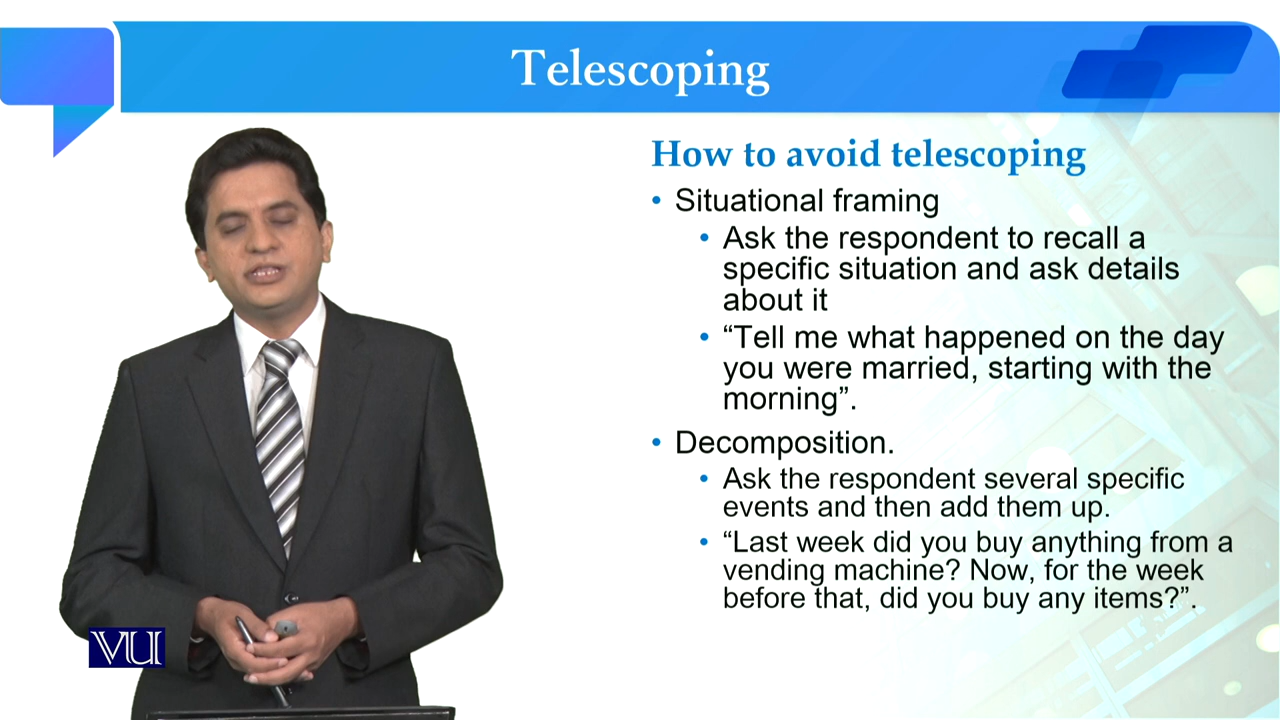 Telescoping
How to avoid telescoping
• Situational framing
• Ask the respondent to recall a
specific situation and ask details
about it
• “Tell me what happened on the day
you were married, starting with the
morning”.
• Decomposition.
• Ask the respondent several specific
events and then add them up.
• “Last week did you buy anything from a
vending machine? Now, for the week
before that, did you buy any items?”.
VU